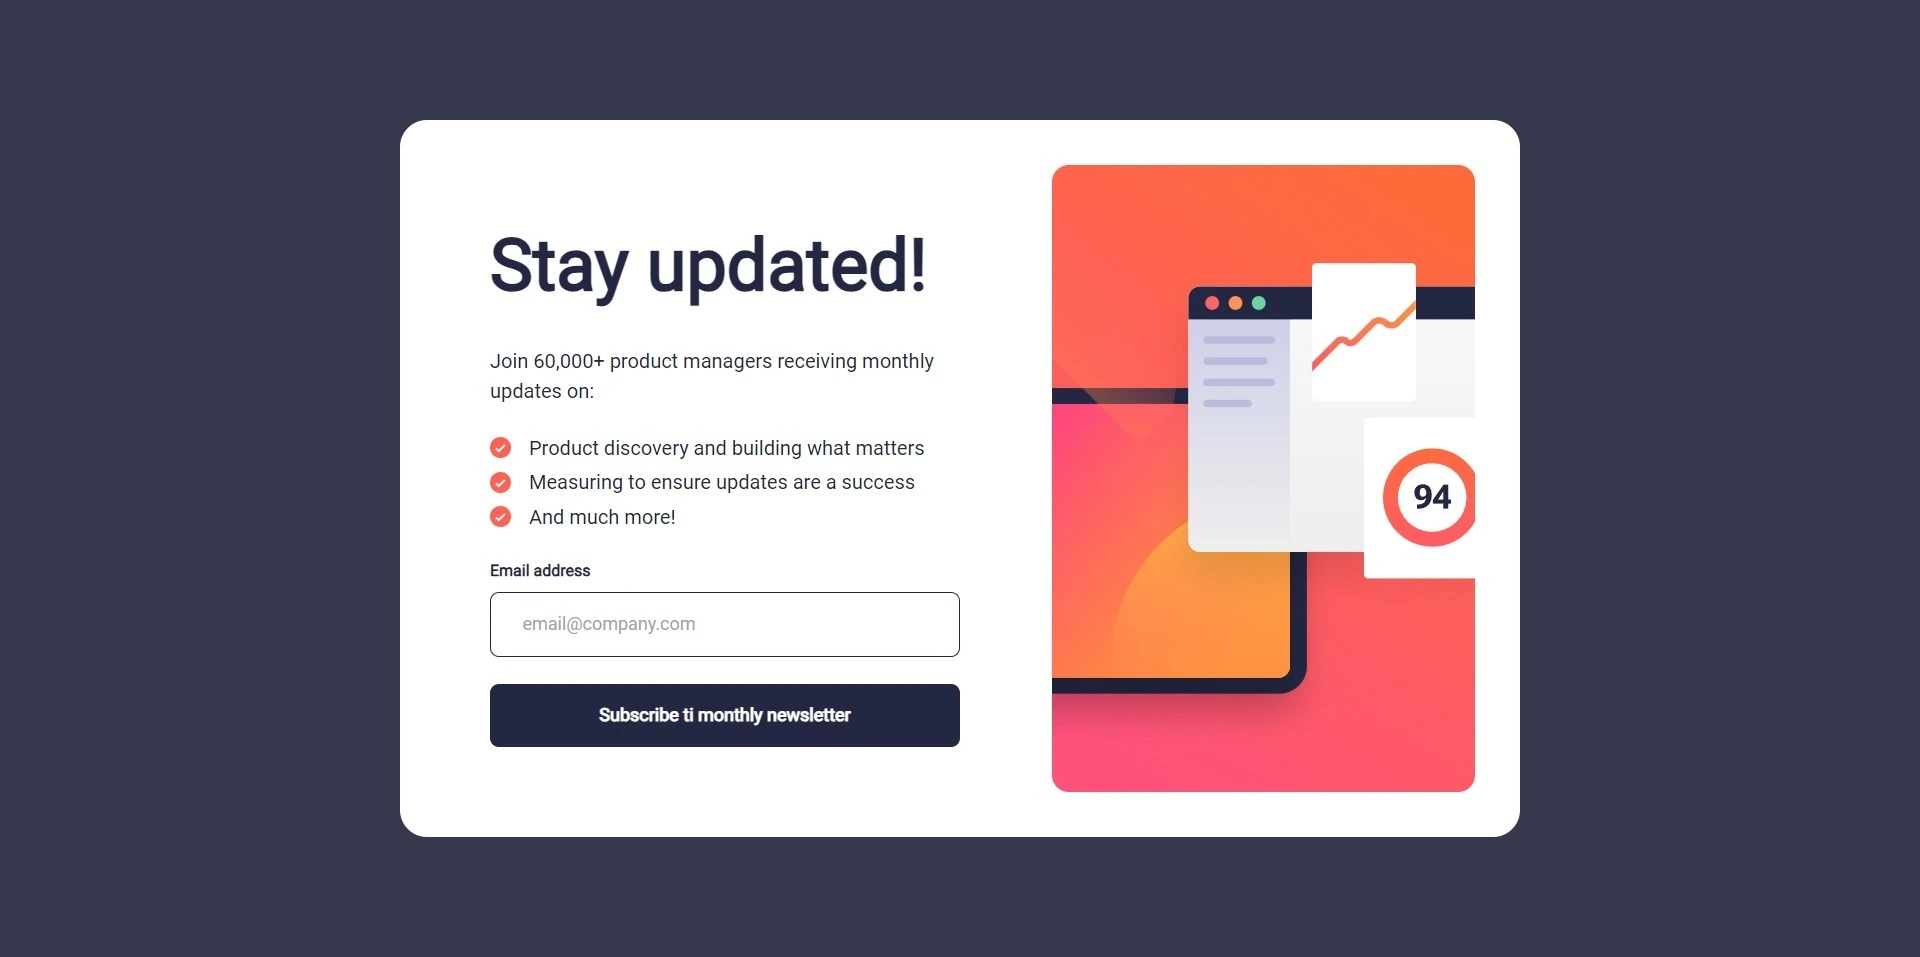 Stay updated!
Join 60,000+ product managers receiving monthly
updates on:
Product discovery and building what matters
Measuring to ensure updates are a success
And much more!
Email address
email@company.com
Subscribe ti monthly newsletter
94